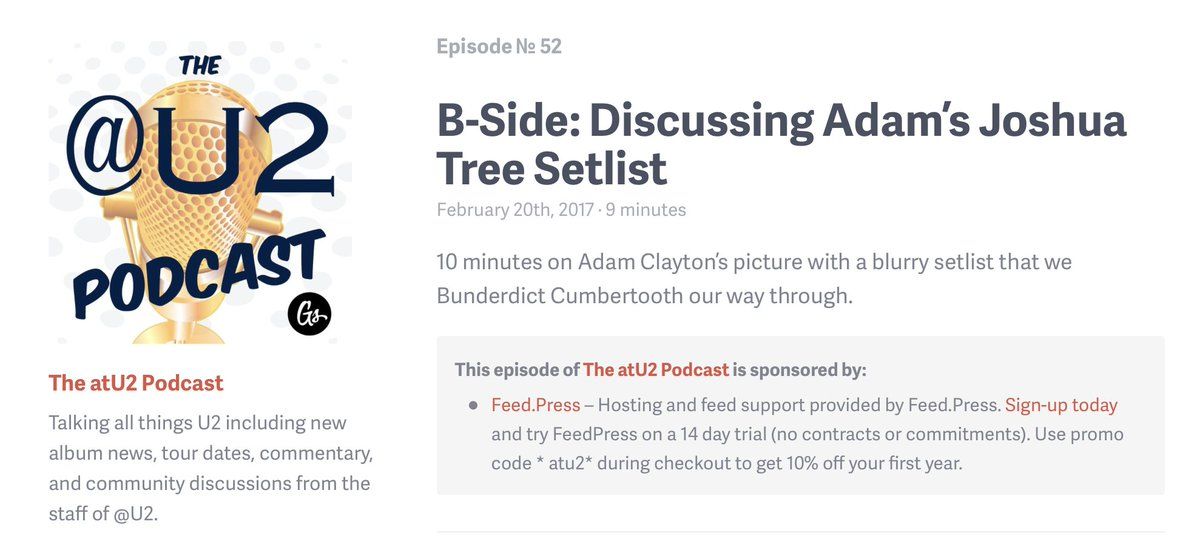 THE
@U2
PODCAST
Gs
The atU2 Podcast
Talking all things U2 including new
album news, tour dates, commentary,
and community discussions from the
staff of @U2.
Episode № 52
B-Side: Discussing Adam’s Joshua
Tree Setlist
February 20th, 2017 · 9 minutes
10 minutes on Adam Clayton’s picture with a blurry setlist that we
Bunderdict Cumbertooth our way through.
This episode of The atU2 Podcast is sponsored by:
● Feed.Press – Hosting and feed support provided by Feed.Press. Sign-up today
and try FeedPress on a 14 day trial (no contracts or commitments). Use promo
code * atu2* during checkout to get 10% off your first year.